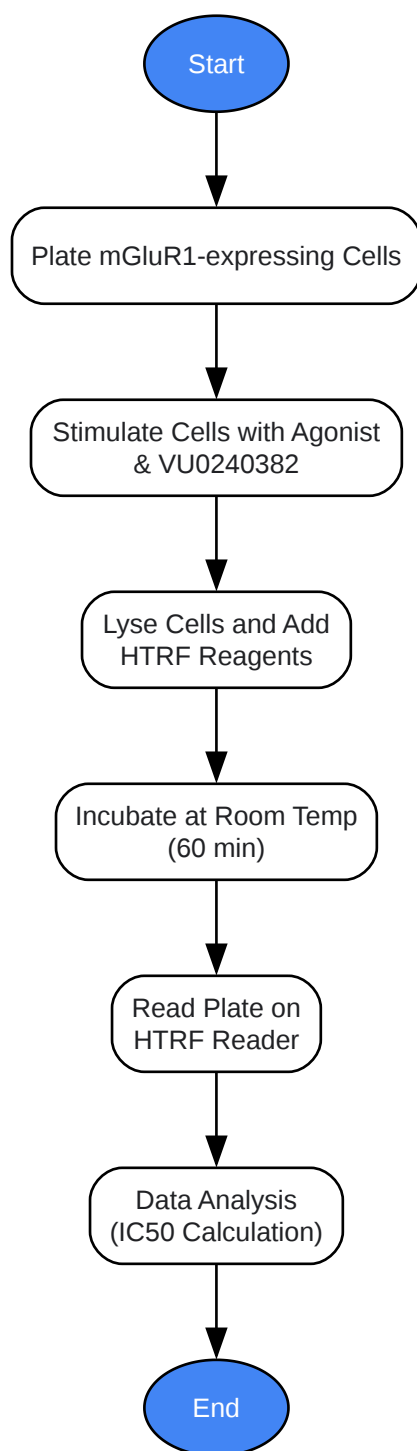 Start
Plate mGluR1-expressing Cells
Stimulate Cells with Agonist
& VU0240382
Lyse Cells and Add
HTRF Reagents
Incubate at Room Temp
(60 min)
Read Plate on
HTRF Reader
Data Analysis
(IC50 Calculation)
End